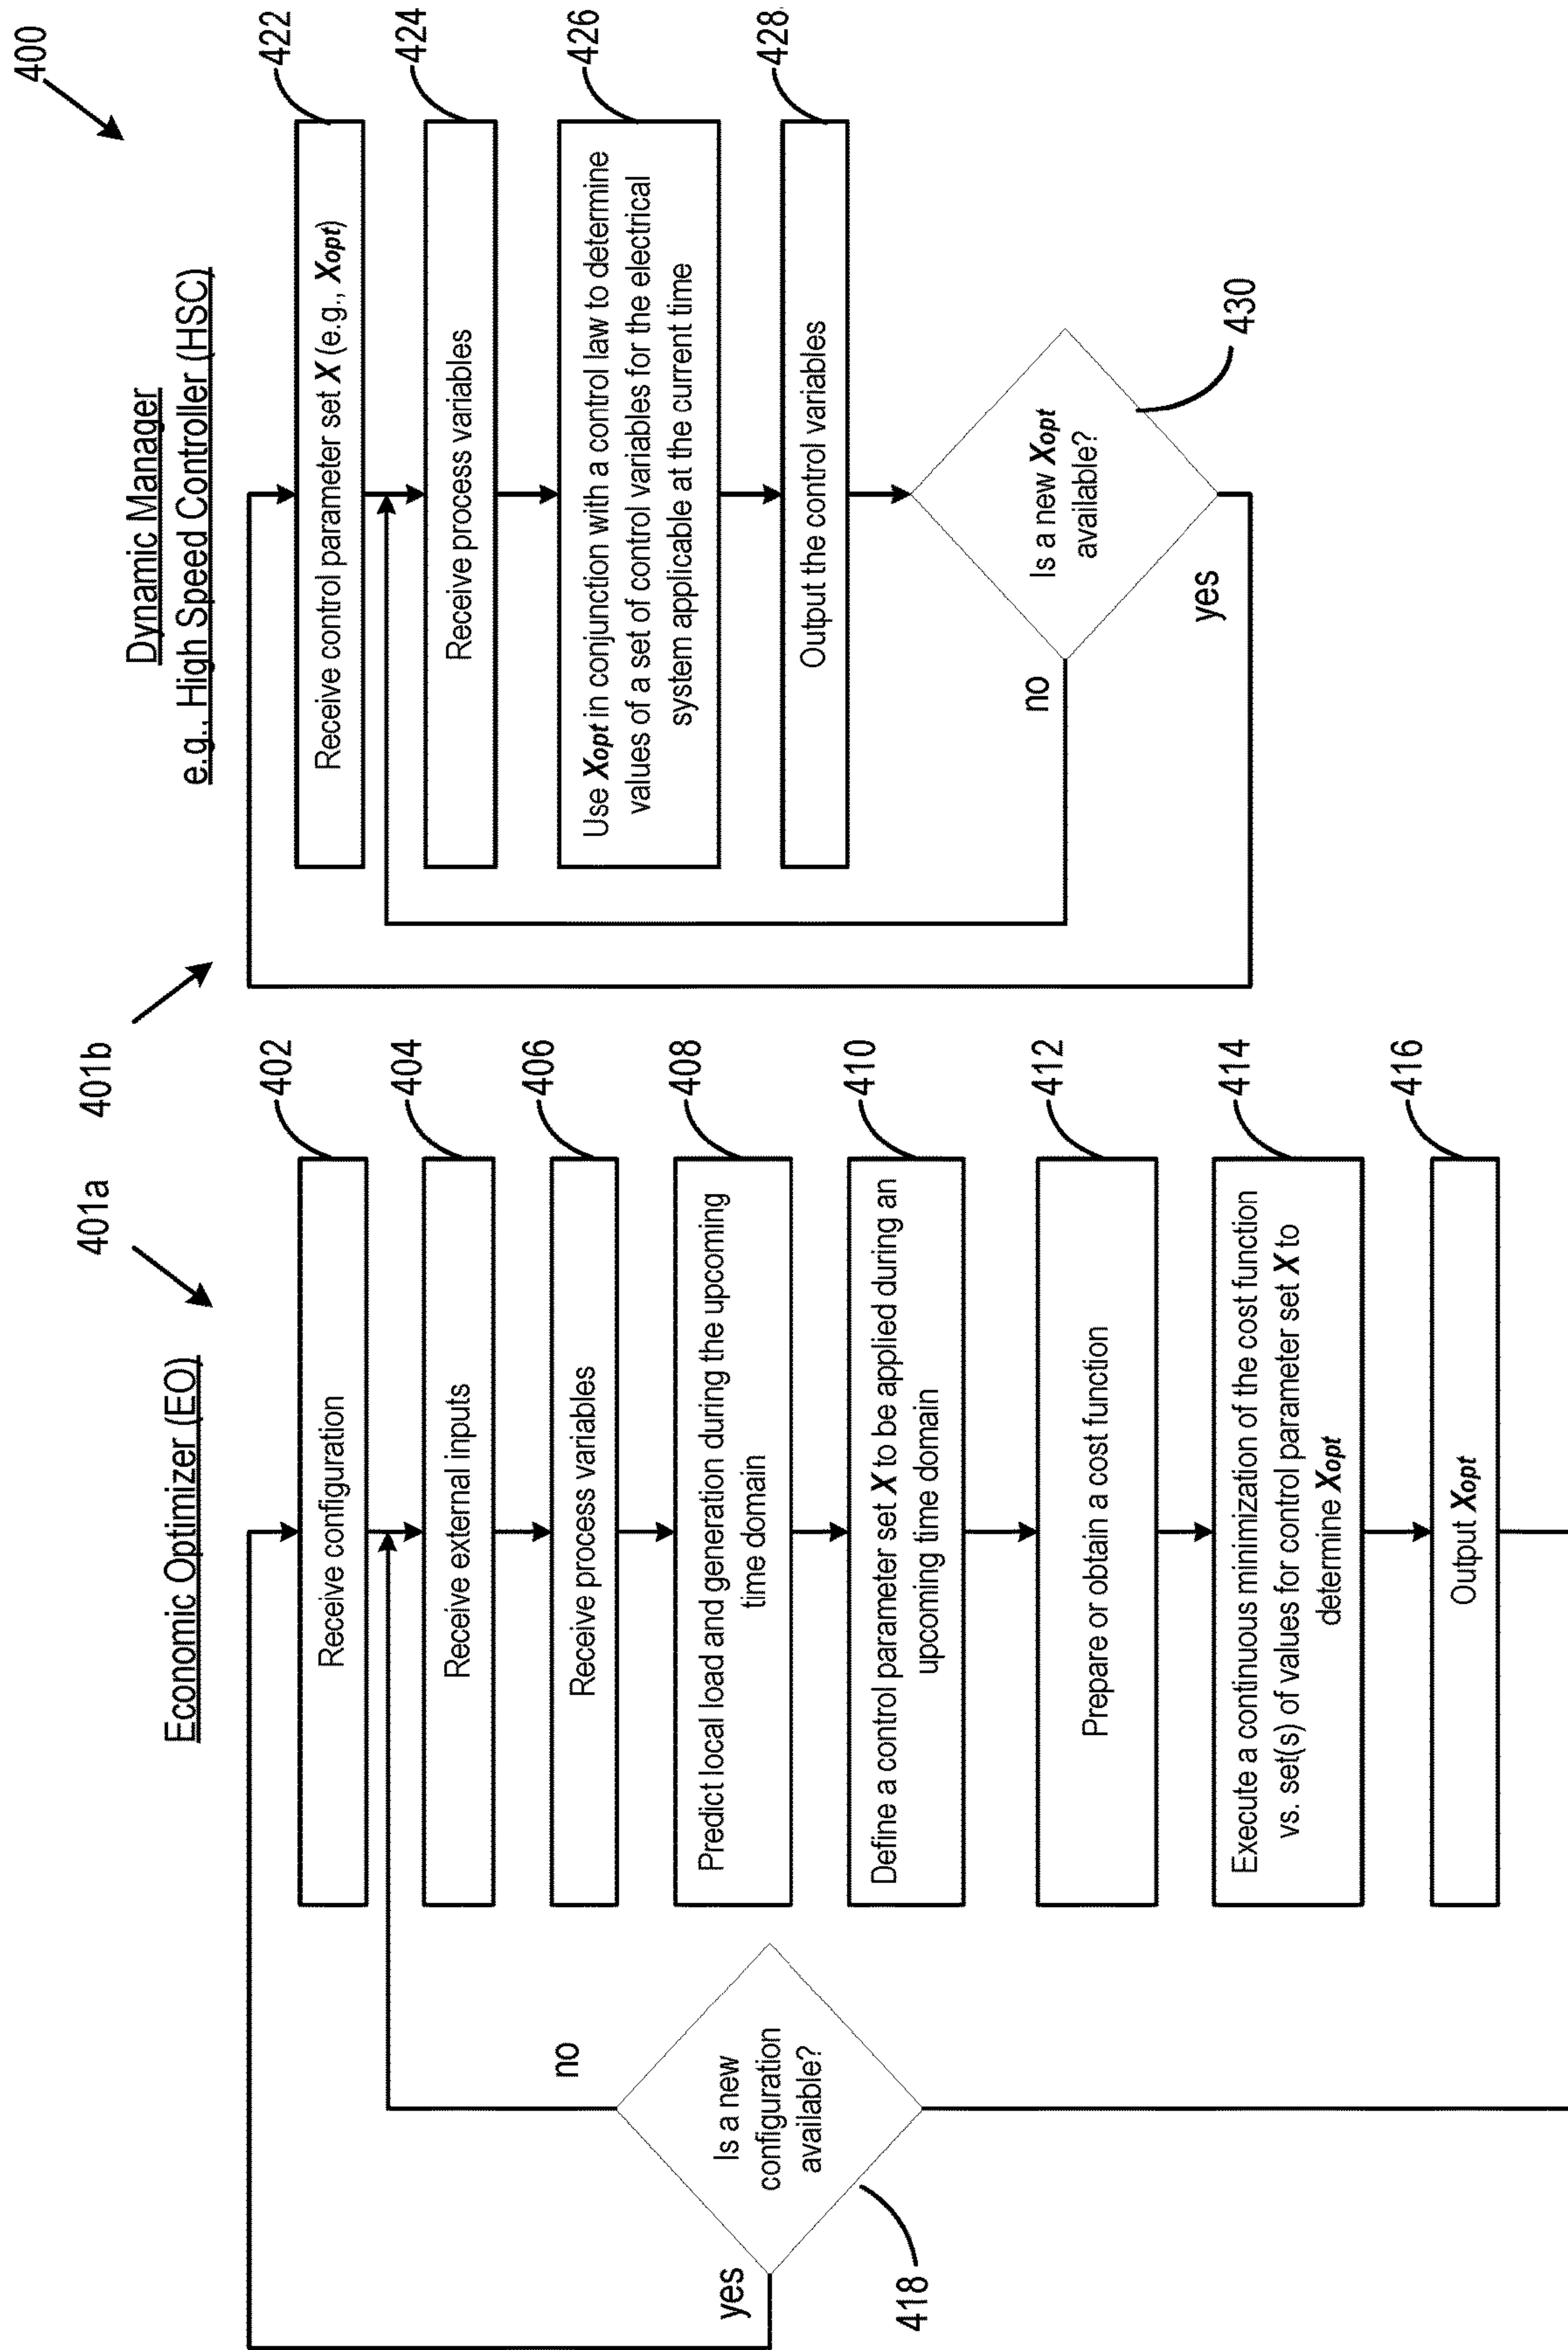 400
401a
401b
Economic Optimizer (EO)
Receive configuration
402
Receive external inputs
404
Receive process variables
406
Predict local load and generation during the upcoming
time domain
408
Define a control parameter set X to be applied during an
upcoming time domain
410
Prepare or obtain a cost function
412
Execute a continuous minimization of the cost function
vs. set(s) of values for control parameter set X to
determine Xopt
414
Output Xopt
416
Is a new
configuration
available?
no
yes
418
Dynamic Manager
e.g., High Speed Controller (HSC)
Receive control parameter set X (e.g., Xopt)
422
Receive process variables
424
Use Xopt in conjunction with a control law to determine
values of a set of control variables for the electrical
system applicable at the current time
426
Output the control variables
428
Is a new Xopt
available?
no
yes
430